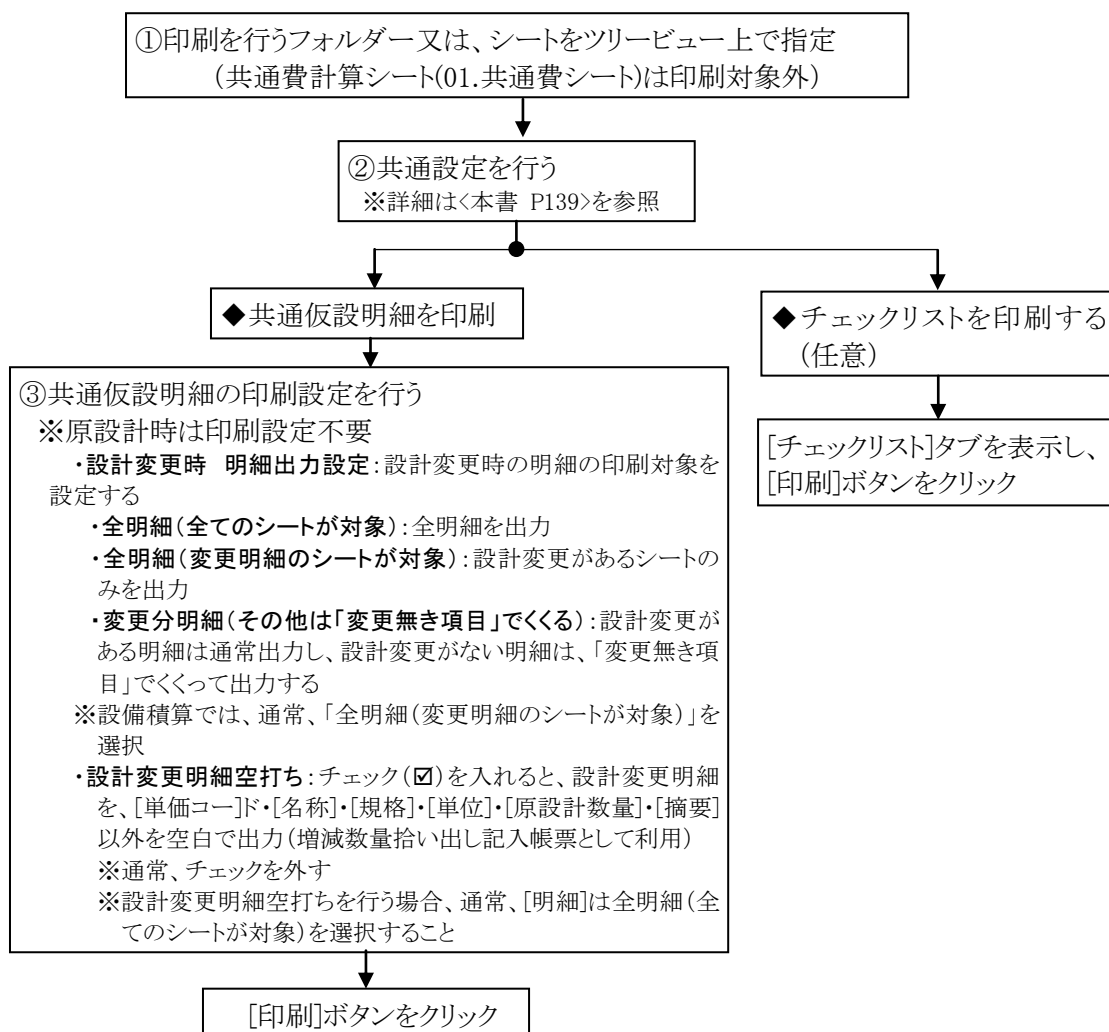 ①印刷を行うフォルダー又は、シートをツリービュー上で指定
(共通費計算シート(01.共通費シート)は印刷対象外)
②共通設定を行う
※詳細は<本書 P139>を参照
◆共通仮設明細を印刷
◆チェックリストを印刷する
(任意)
③共通仮設明細の印刷設定を行う
※原設計時は印刷設定不要
・設計変更時 明細出力設定:設計変更時の明細の印刷対象を
設定する
・全明細(全てのシートが対象):全明細を出力
・全明細(変更明細のシートが対象):設計変更があるシートの
みを出力
・変更分明細(その他は「変更無き項目」でくくる):設計変更が
ある明細は通常出力し、設計変更がない明細は、「変更無き項
目」でくくって出力する
※設備積算では、通常、「全明細(変更明細のシートが対象)」を
選択
・設計変更明細空打ち:チェック(☑)を入れると、設計変更明細
を、[単価コー]ド・[名称]・[規格]・[単位]・[原設計数量]・[摘要]
以外を空白で出力(増減数量拾い出し記入帳票として利用)
※通常、チェックを外す
※設計変更明細空打ちを行う場合、通常、[明細]は全明細(全
てのシートが対象)を選択すること
[チェックリスト]タブを表示し、
[印刷]ボタンをクリック
[印刷]ボタンをクリック